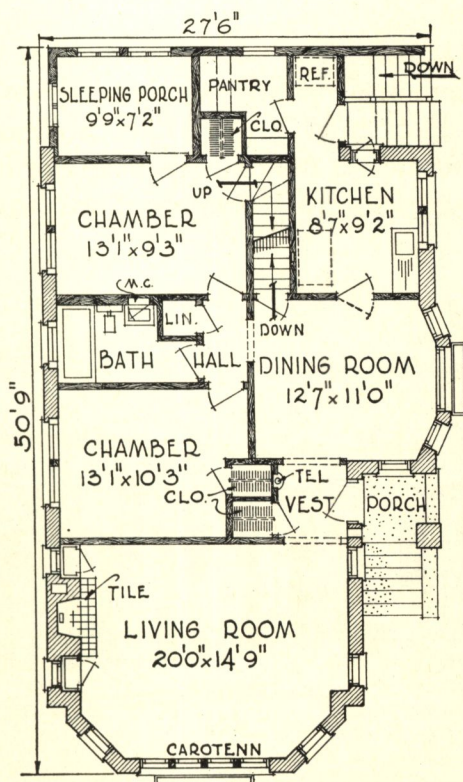 27'6"
DOWN
REF.
PANTRY
SLEEPING PORCH
9'9"x7'2"
CLO.
UP
KITCHEN
8'7"x9'2"
CHAMBER
13'1"x9'3"
M.C.
LIN.
BATH
HALL
DOWN
DINING ROOM
12'7"x11'0"
50'9"
CHAMBER
13'1"x10'3"
CLO.
TEL
VEST.
PORCH
TILE
LIVING ROOM
20'0"x14'9"
CAROTENN